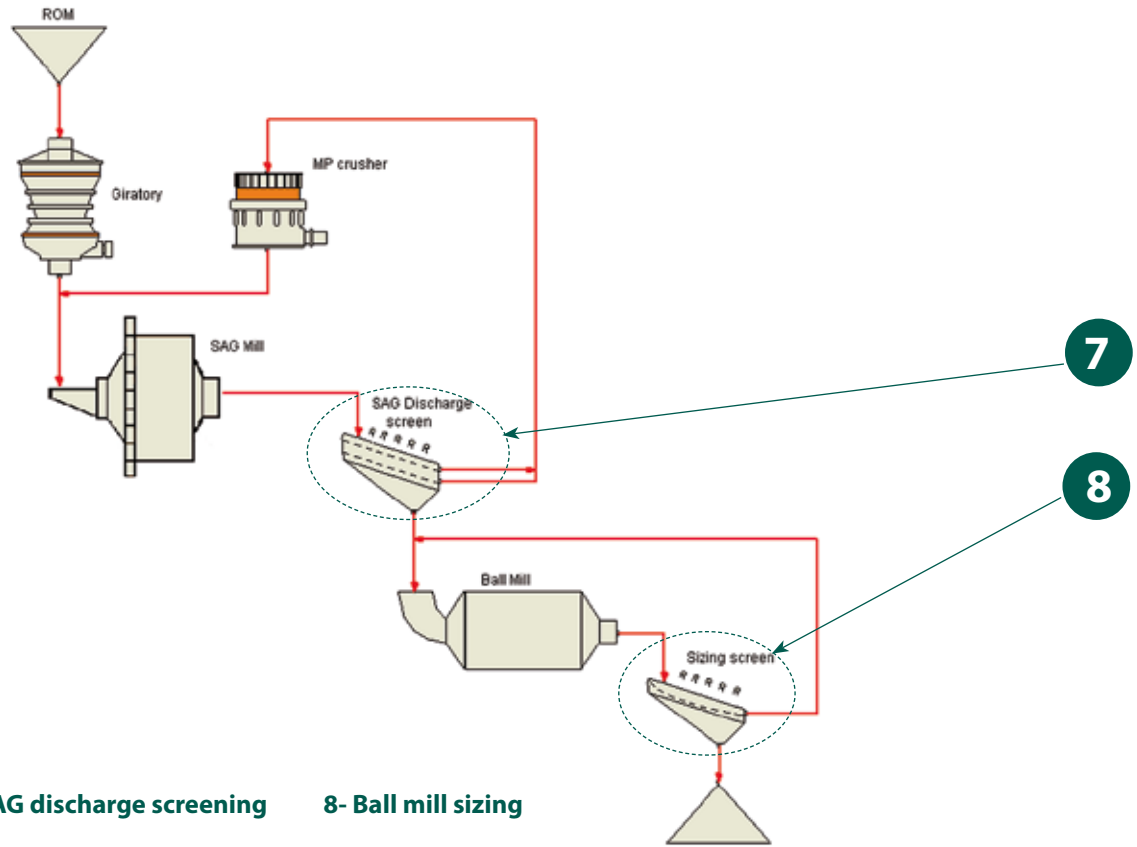 ROM
MP crusher
Giratory
SAG Mill
7
SAG Discharge
screen
8
Ball Mill
Sizing screen
AG discharge screening 8- Ball mill sizing